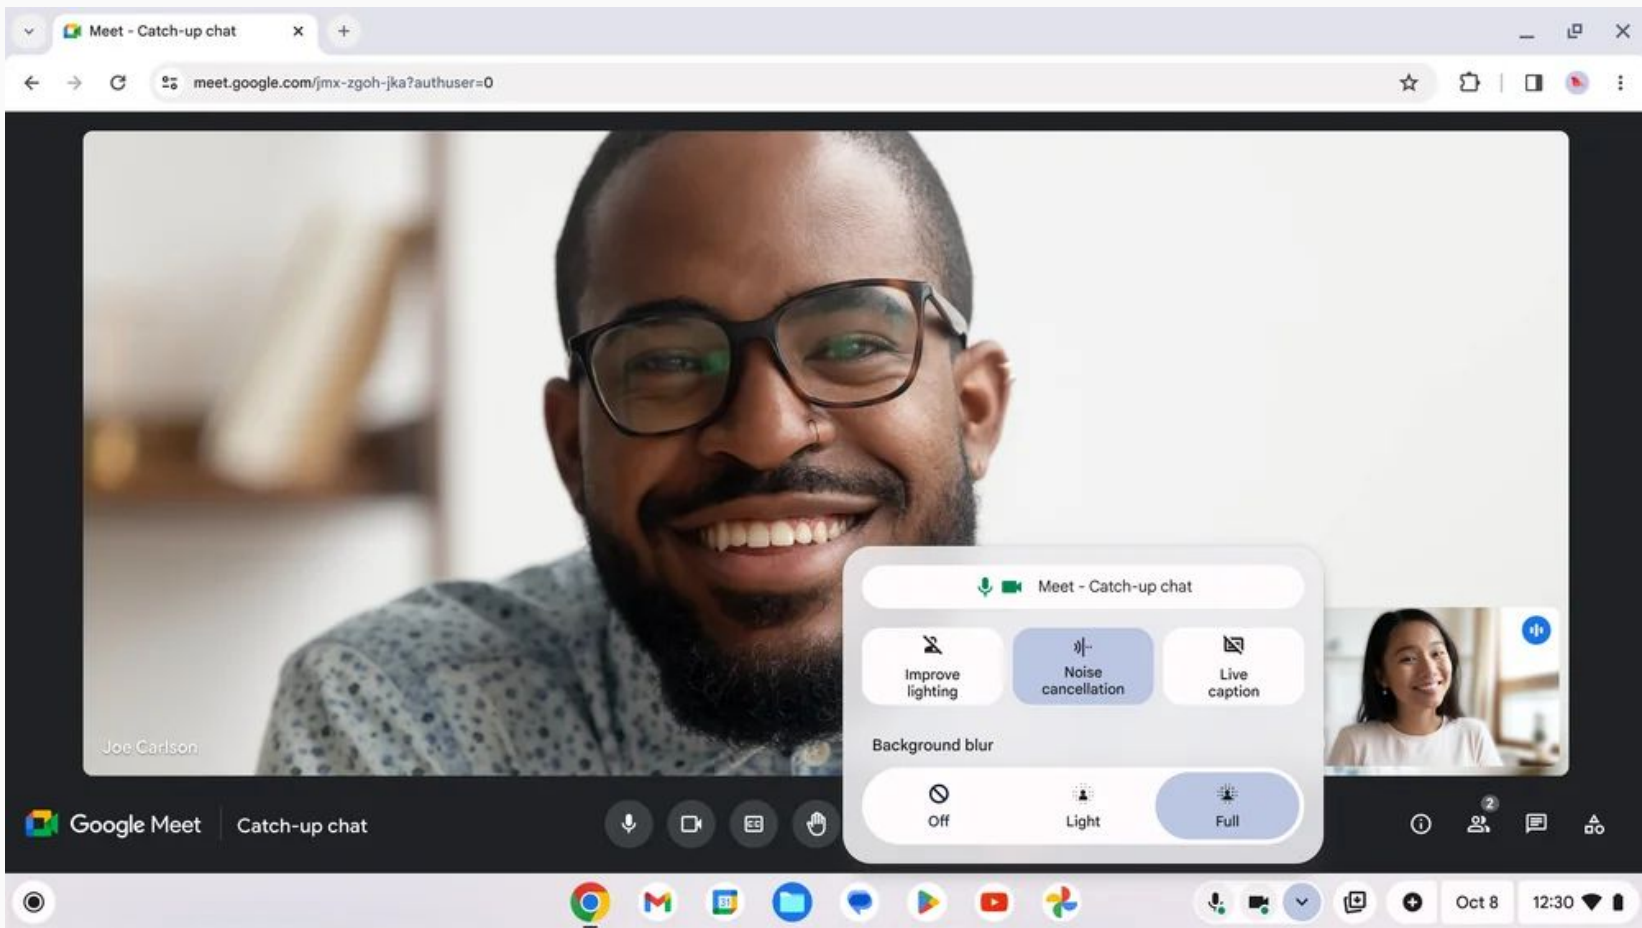 Meet - Catch-up chat
meet.google.com/jmx-zgoh-jka?authuser=0
Joe Carlson
Meet - Catch-up chat
Improve
lighting
Noise
cancellation
Live
caption
Background blur
Off
Light
Full
Google Meet
Catch-up chat
CC
2
31
Oct 8
12:30